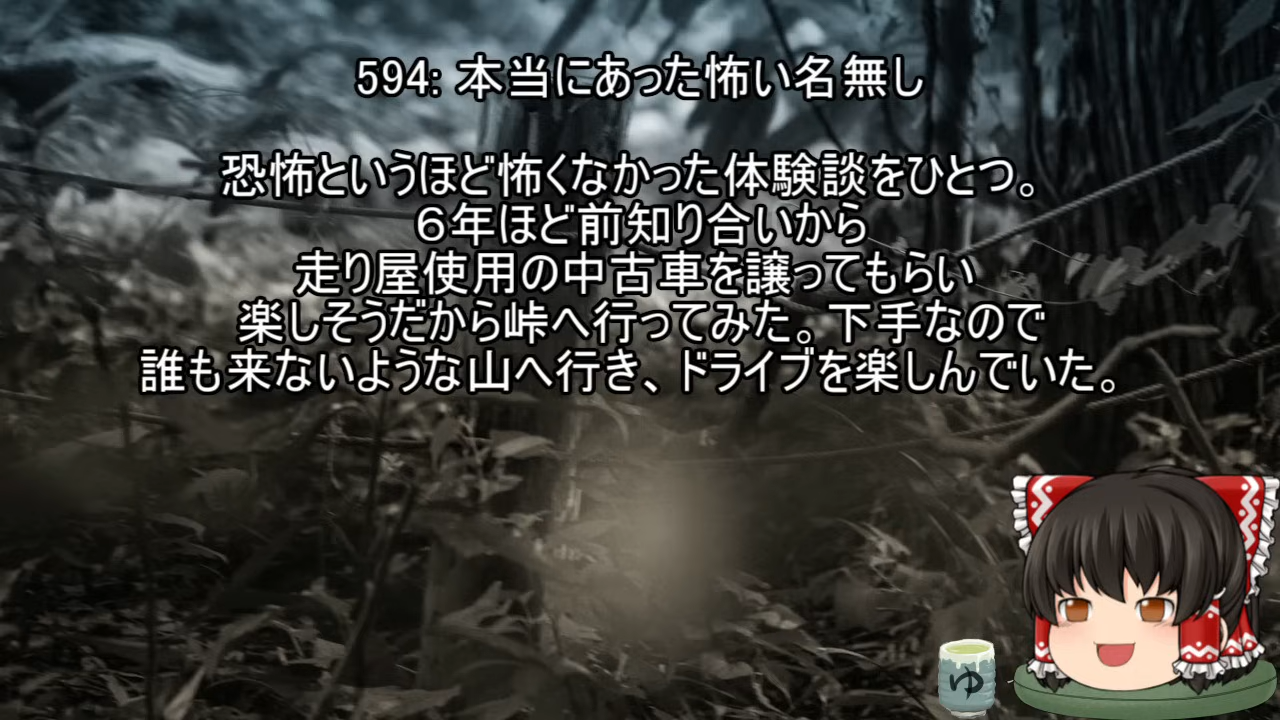 594: 本当にあった怖い名無し
恐怖というほど怖くなかった体験談をひとつ。
６年ほど前知り合いから
走り屋使用の中古車を譲ってもらい
楽しそうだから峠へ行ってみた。下手なので
誰も来ないような山へ行き、ドライブを楽しんでいた。
ゆ